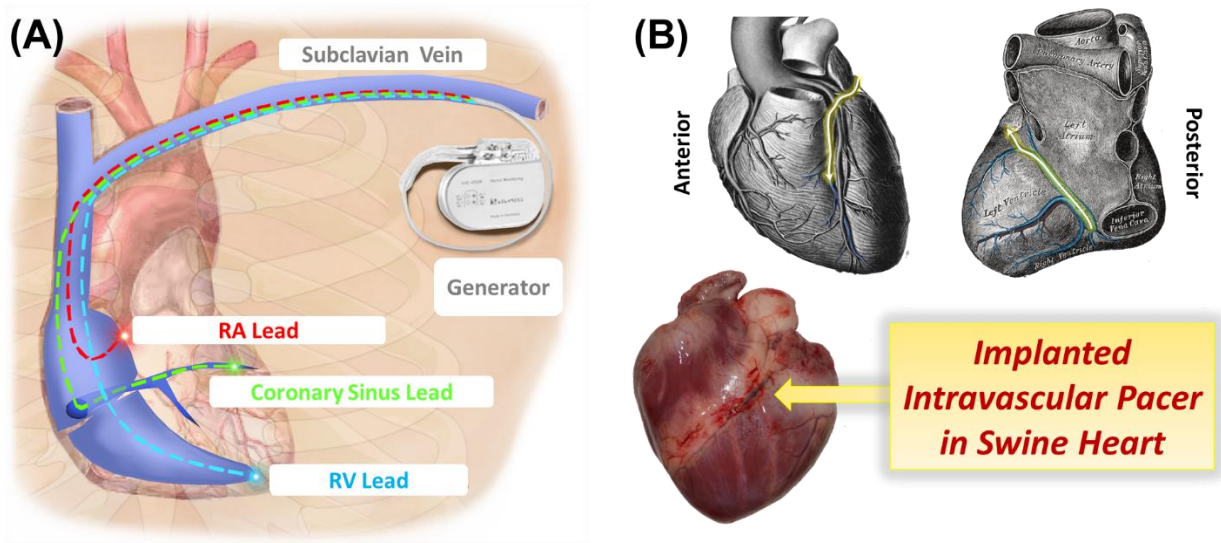 (A)
Subclavian Vein
Generator
RA Lead
Coronary Sinus Lead
RV Lead
(B)
Anterior
Posterior
Aorta
Pulmonary Artery
Left
Atrium
Right
Atrium
Left Ventricle
Inferior
Vena Cava
Right Ventricle
Implanted
Intravascular Pacer
in Swine Heart